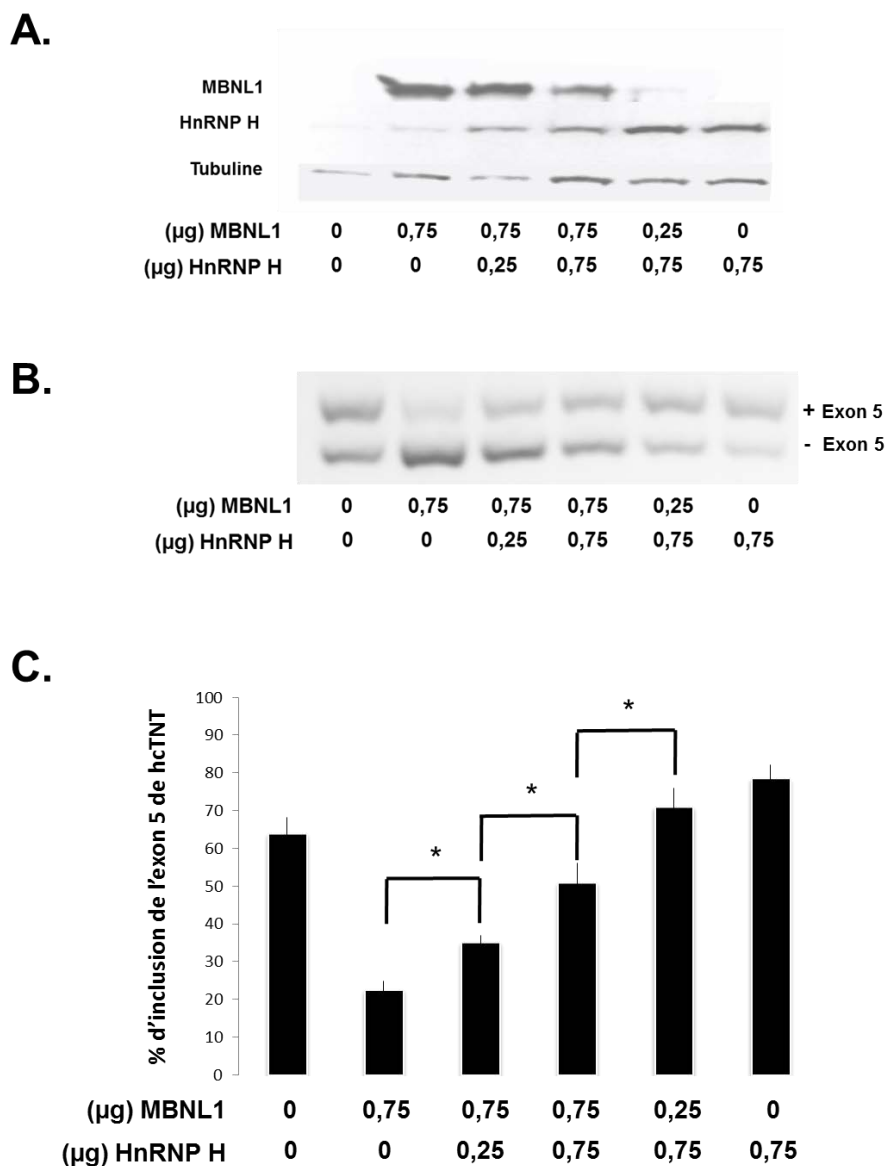 A.
MBNL1
HnRNP H
Tubuline
(µg) MBNL1 0 0,75 0,75 0,75 0,25 0
(µg) HnRNP H 0 0 0,25 0,75 0,75 0,75
B.
+ Exon 5
- Exon 5
(µg) MBNL1 0 0,75 0,75 0,75 0,25 0
(µg) HnRNP H 0 0 0,25 0,75 0,75 0,75
C.
% d'inclusion de l'exon 5 de hcTNT
100
90
80
70
60
50
40
30
20
10
0
*
*
*
(µg) MBNL1 0 0,75 0,75 0,75 0,25 0
(µg) HnRNP H 0 0 0,25 0,75 0,75 0,75